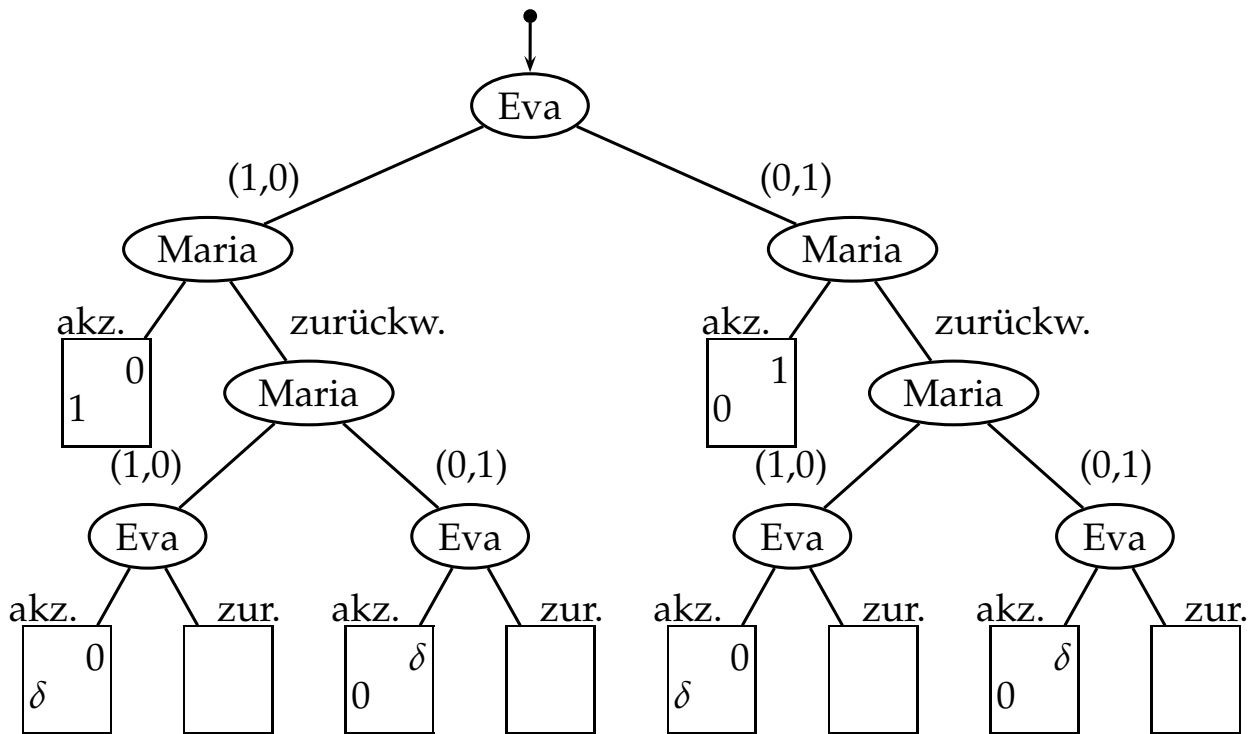 Eva
(1,0) (0,1)
Maria Maria
akz. zurückw. akz. zurückw.
0 1
1 Maria 0 Maria
(1,0) (0,1) (1,0) (0,1)
Eva Eva Eva Eva
akz. zur. akz. zur. akz. zur. akz. zur.
0 δ 0 δ
δ 0 δ 0